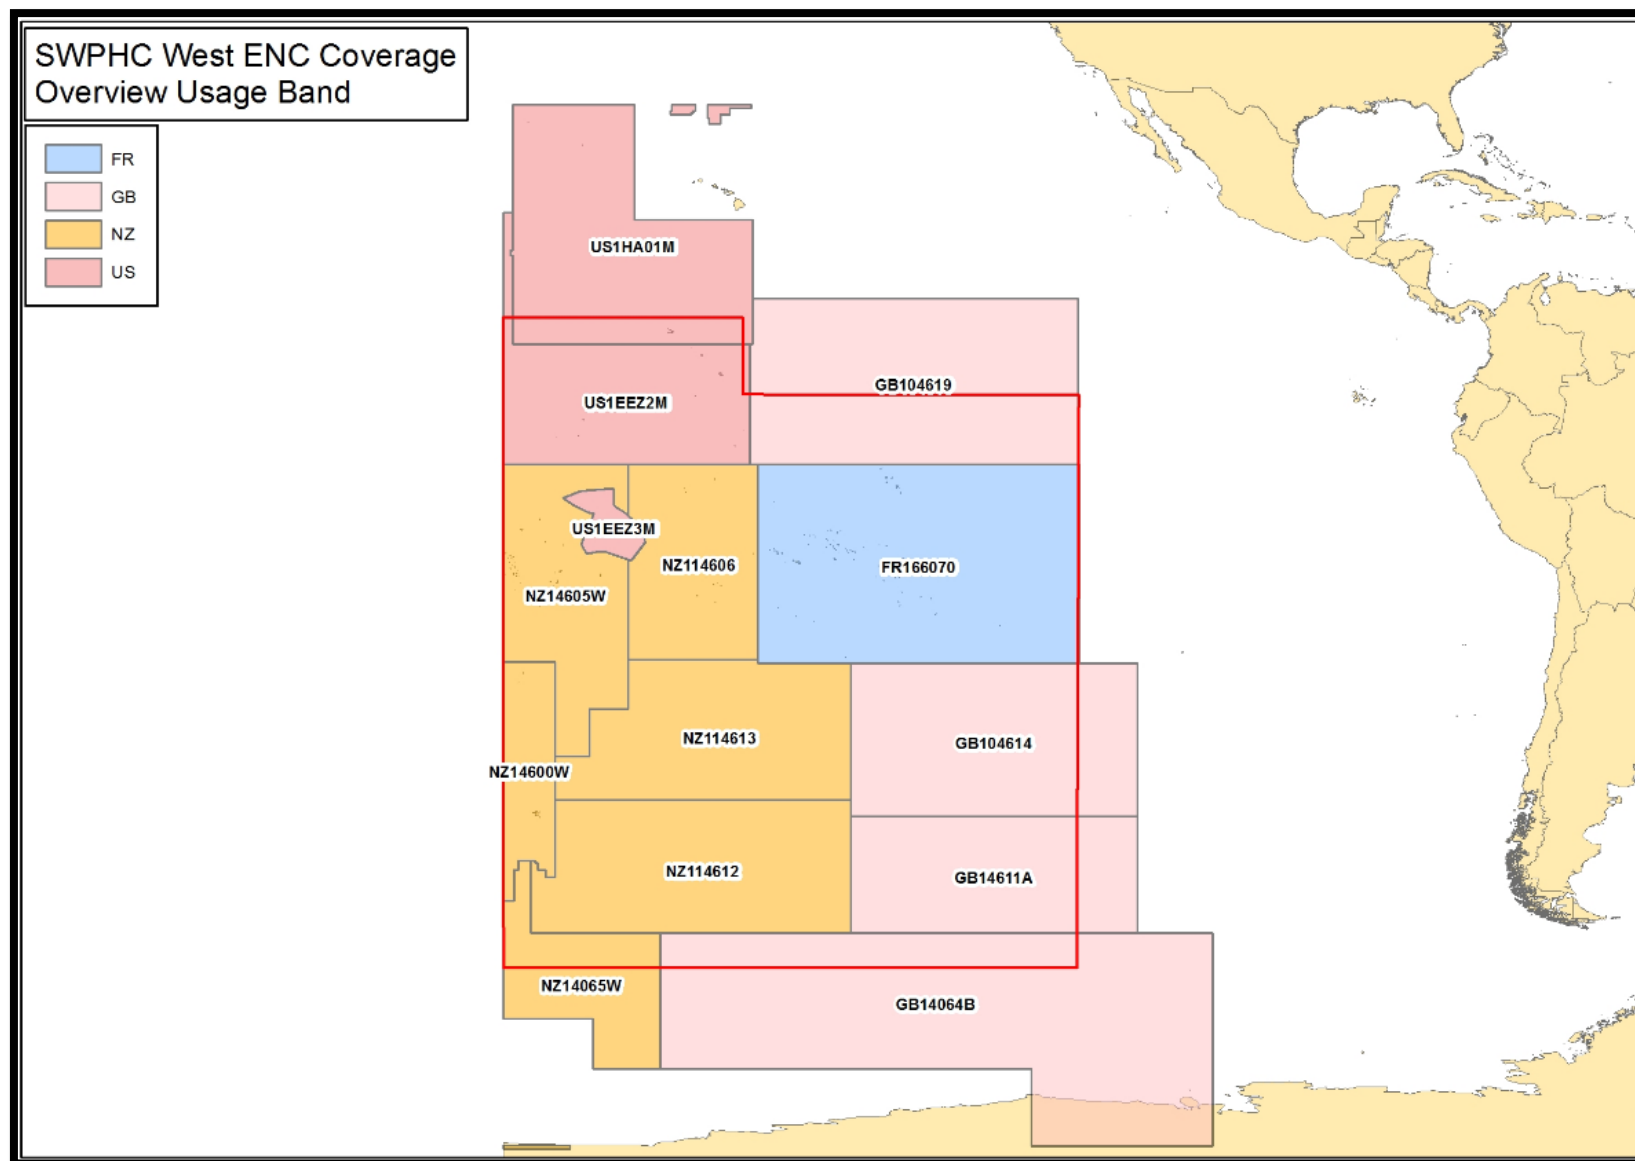 SWPHC West ENC Coverage
Overview Usage Band
FR
GB
NZ
US
US1HA01M
GB104619
US1EEZ2M
US1EEZ3M
NZ114606
FR166070
NZ14605W
NZ114613
GB104614
NZ14600W
NZ114612
GB14611A
NZ14065W
GB14064B